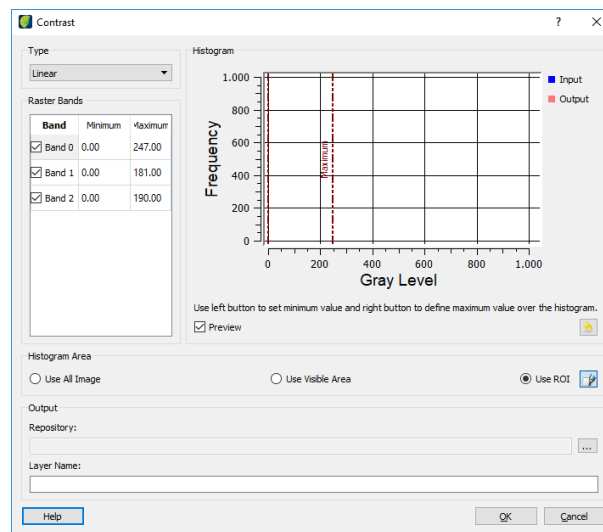 Contrast ? X
Type
Linear
Raster Bands
Band Minimum Maximum
Band 0 0.00 247.00
Band 1 0.00 181.00
Band 2 0.00 190.00
Histogram
1.000
800
600
400
200
0
Frequency
Maximum
0 200 400 600 800 1.000
Gray Level
Input
Output
Use left button to set minimum value and right button to define maximum value over the histogram.
Preview
Histogram Area
Use All Image Use Visible Area Use ROI
Output
Repository:
...
Layer Name:
Help OK Cancel